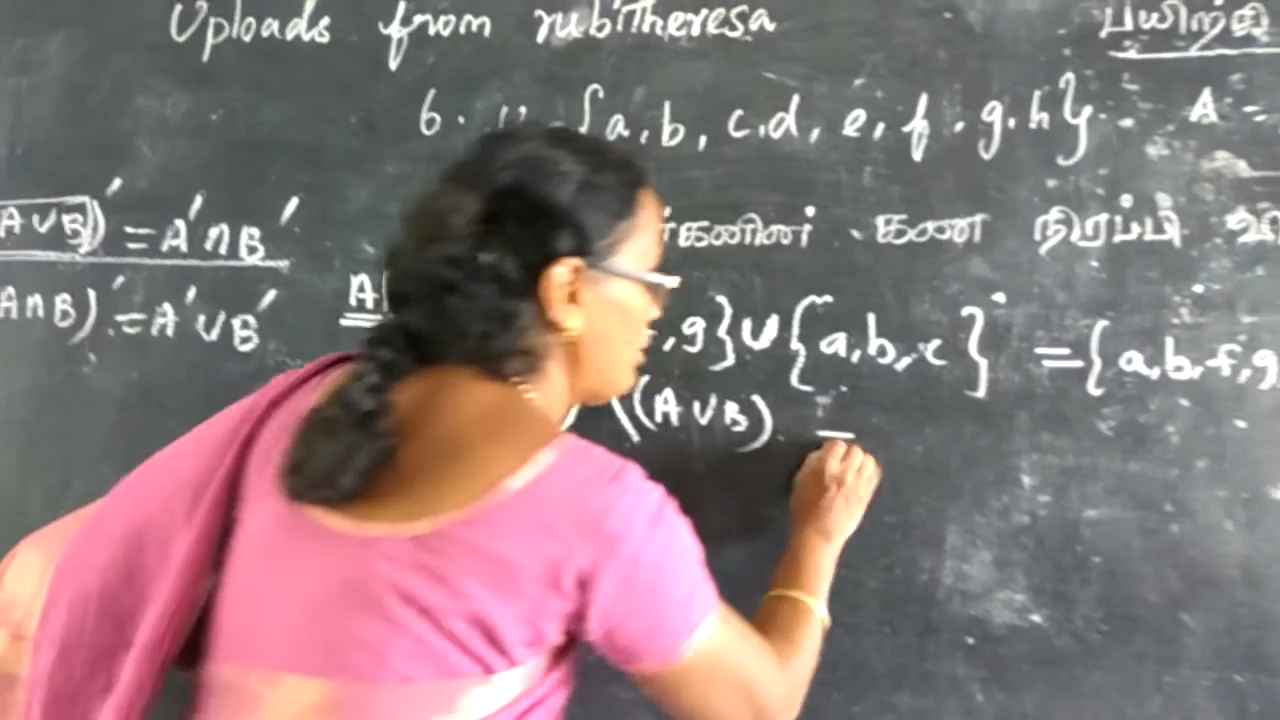 Uploads from rubitheresa
பயிற்சி
6. U = {a, b, c, d, e, f, g, h}. A
A∪B)' = A'∩B'
A∩B)' = A'∪B'
கண நிரப்பி
A
, g} ∪ {a, b, c} = {a, b, f, g
\(A∪B) =